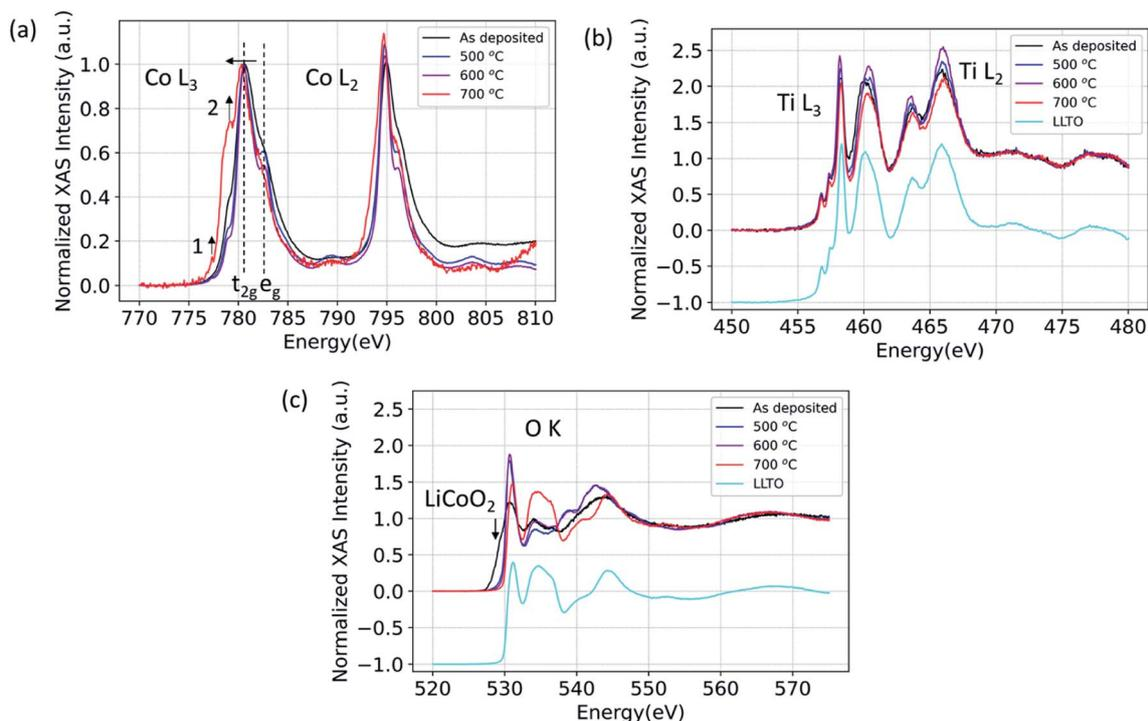 (a)
Normalized XAS Intensity (a.u.)
1.0
0.8
0.6
0.4
0.2
0.0
Co L3
2
1
t2g eg
Co L2
As deposited
500 °C
600 °C
700 °C
770 775 780 785 790 795 800 805 810
Energy(eV)
(b)
Normalized XAS Intensity (a.u.)
2.5
2.0
1.5
1.0
0.5
0.0
−0.5
−1.0
Ti L3
Ti L2
As deposited
500 °C
600 °C
700 °C
LLTO
450 455 460 465 470 475 480
Energy(eV)
(c)
Normalized XAS Intensity (a.u.)
2.5
2.0
1.5
1.0
0.5
0.0
−0.5
−1.0
O K
LiCoO2
As deposited
500 °C
600 °C
700 °C
LLTO
520 530 540 550 560 570
Energy(eV)